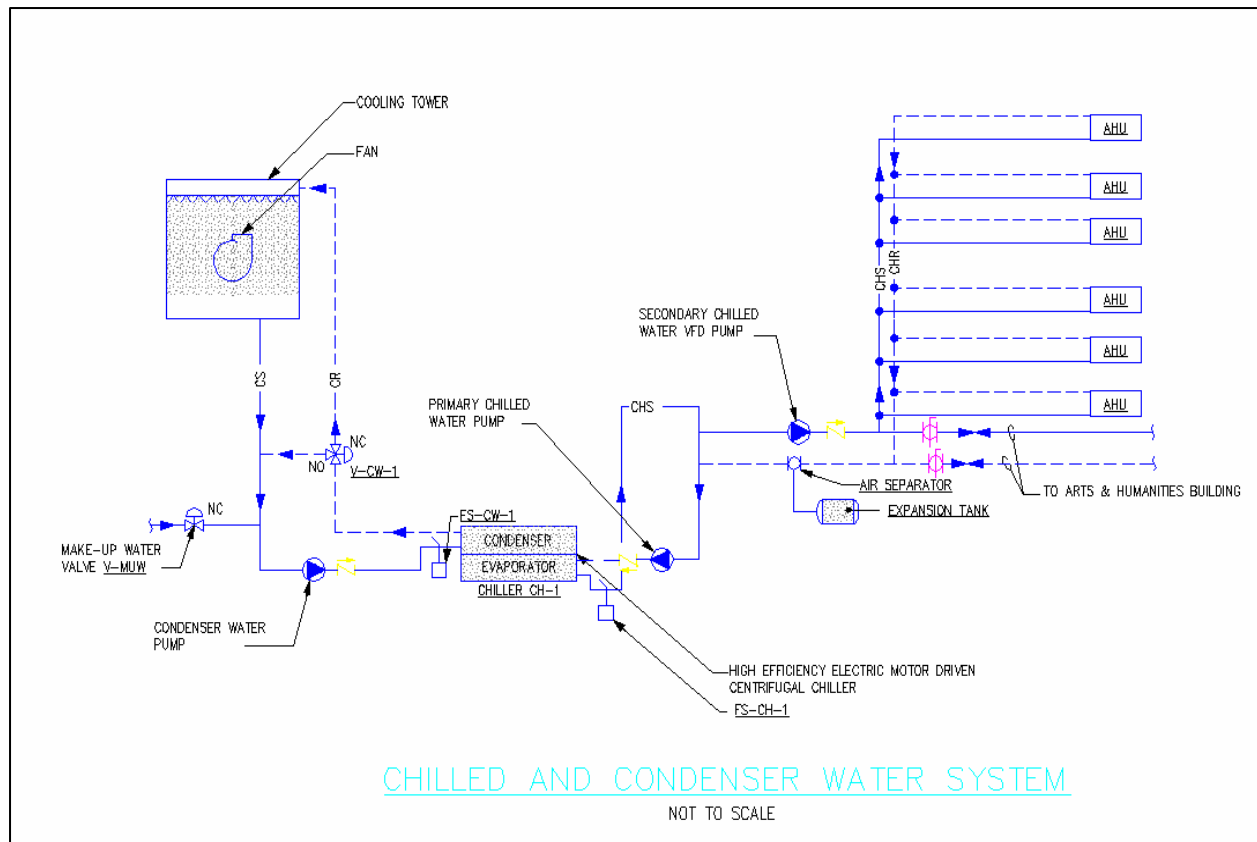 COOLING TOWER
FAN
AHU
AHU
AHU
AHU
AHU
AHU
CHS
CHR
SECONDARY CHILLED
WATER VFD PUMP
CS
CR
CHS
PRIMARY CHILLED
WATER PUMP
NC
NO
V-CW-1
AIR SEPARATOR
EXPANSION TANK
TO ARTS & HUMANITIES BUILDING
NC
MAKE-UP WATER
VALVE V-MUW
FS-CW-1
CONDENSER
EVAPORATOR
CHILLER CH-1
CONDENSER WATER
PUMP
HIGH EFFICIENCY ELECTRIC MOTOR DRIVEN
CENTRIFUGAL CHILLER
FS-CH-1
CHILLED AND CONDENSER WATER SYSTEM
NOT TO SCALE